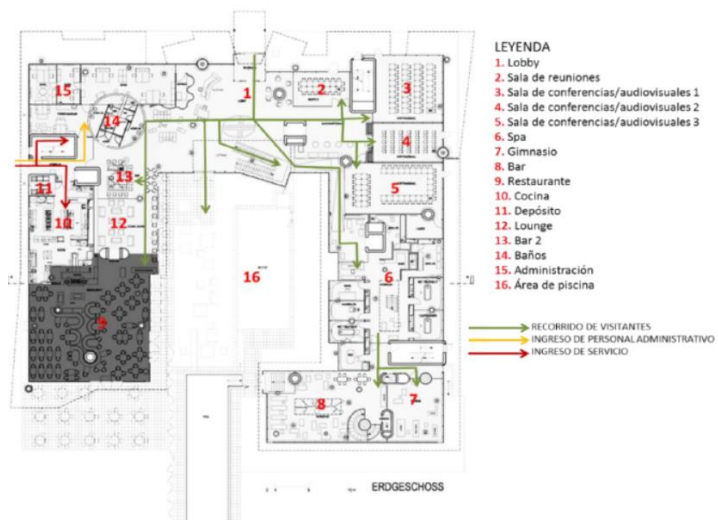 LEYENDA
1. Lobby
2. Sala de reuniones
3. Sala de conferencias/audiovisuales 1
4. Sala de conferencias/audiovisuales 2
5. Sala de conferencias/audiovisuales 3
6. Spa
7. Gimnasio
8. Bar
9. Restaurante
10. Cocina
11. Depósito
12. Lounge
13. Bar 2
14. Baños
15. Administración
16. Área de piscina
RECORRIDO DE VISITANTES
INGRESO DE PERSONAL ADMINISTRATIVO
INGRESO DE SERVICIO
1
2
3
15
14
4
13
11
5
10
12
16
6
9
8
7
ERDGESCHOSS